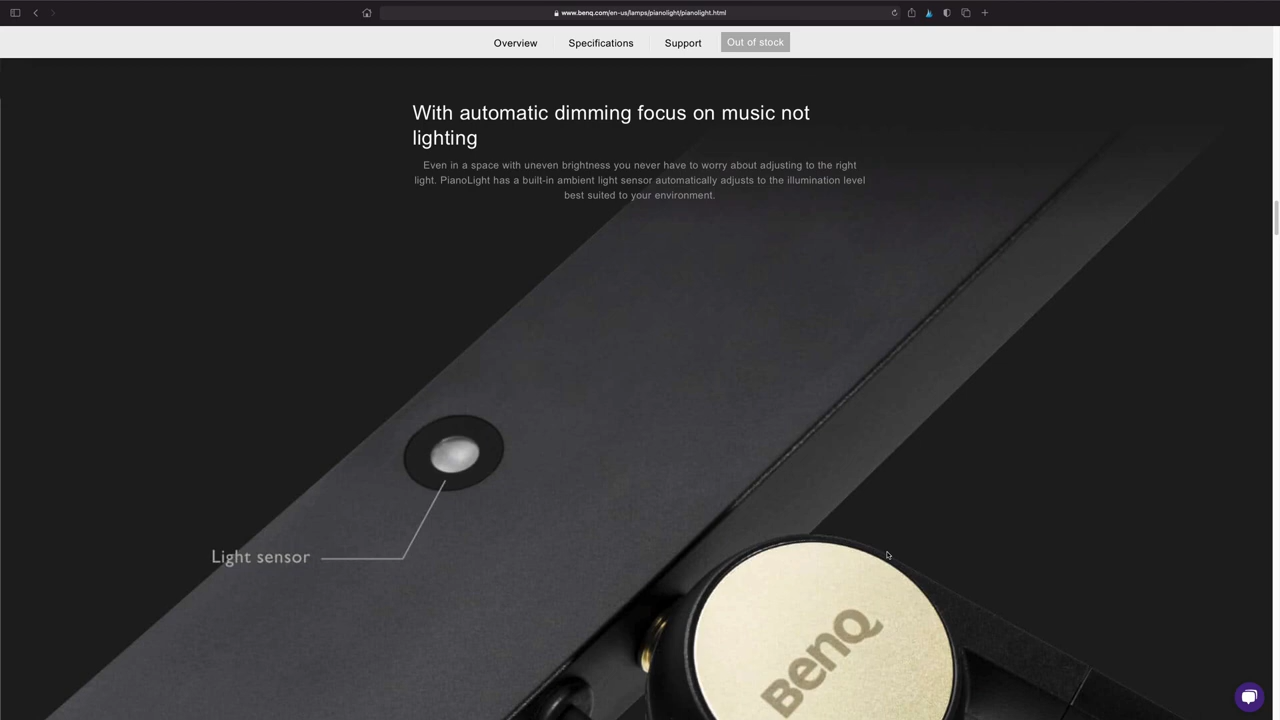 www.benq.com/en-us/lamps/pianolight/pianolight.html
Overview Specifications Support Out of stock
With automatic dimming focus on music not
lighting
Even in a space with uneven brightness you never have to worry about adjusting to the right
light. PianoLight has a built-in ambient light sensor automatically adjusts to the illumination level
best suited to your environment.
Light sensor
BenQ